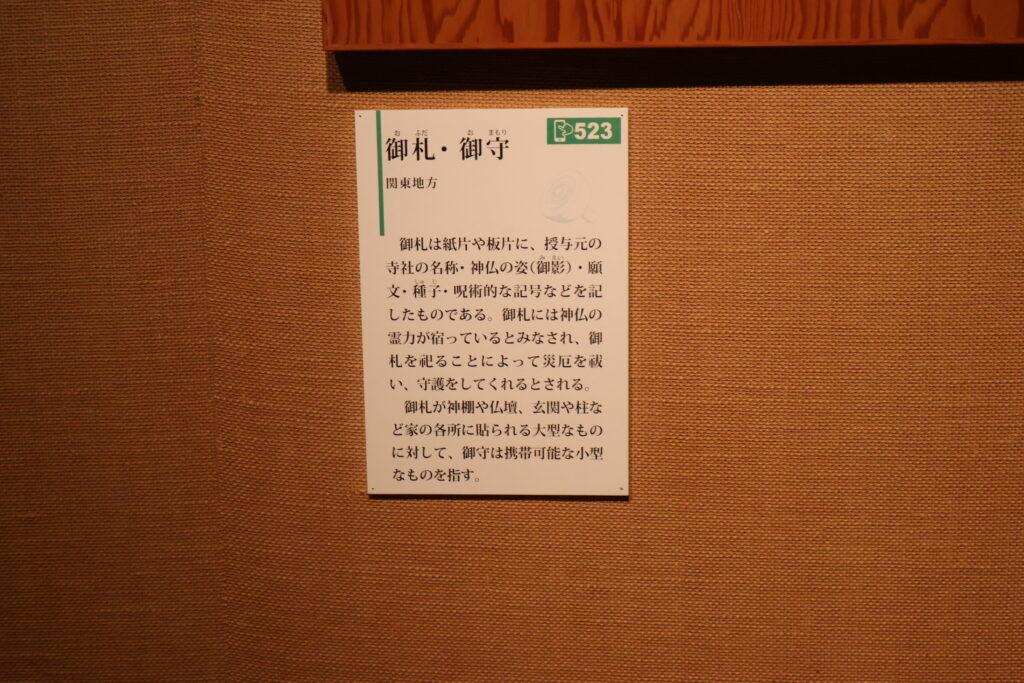 御札・御守
523
関東地方
御札は紙片や板片に、授与元の
寺社の名称・神仏の姿(御影)・願
文・種子・呪術的な記号などを記
したものである。御札には神仏の
霊力が宿っているとみなされ、御
札を祀ることによって災厄を祓
い、守護をしてくれるとされる。
御札が神棚や仏壇、玄関や柱な
ど家の各所に貼られる大型なもの
に対して、御守は携帯可能な小型
なものを指す。